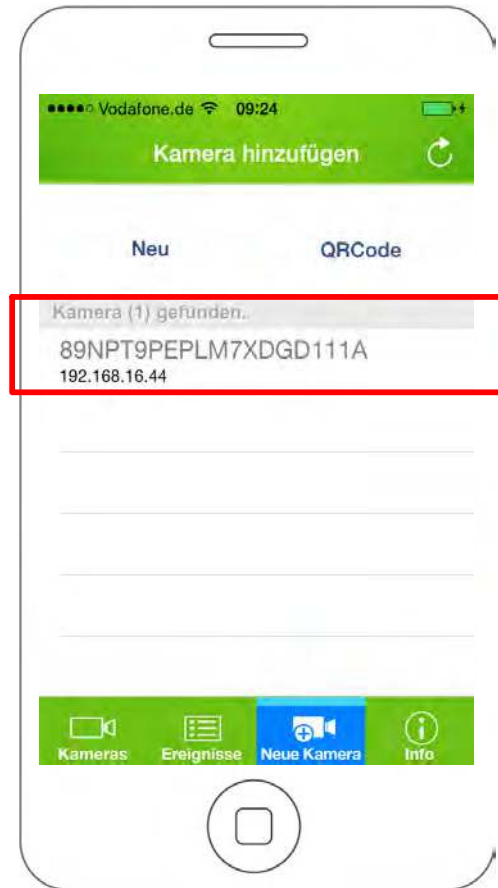 Vodafone.de 09:24
Kamera hinzufügen
Neu QRCode
Kamera (1) gefunden..
89NPT9PEPLM7XDGD111A
192.168.16.44
Kameras Ereignisse Neue Kamera Info